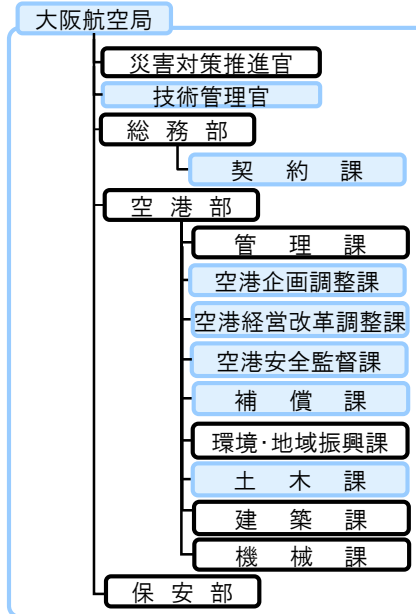 大阪航空局
災害対策推進官
技術管理官
総務部
契約課
空港部
管理課
空港企画調整課
空港経営改革調整課
空港安全監督課
補償課
環境・地域振興課
土木課
建築課
機械課
保安部